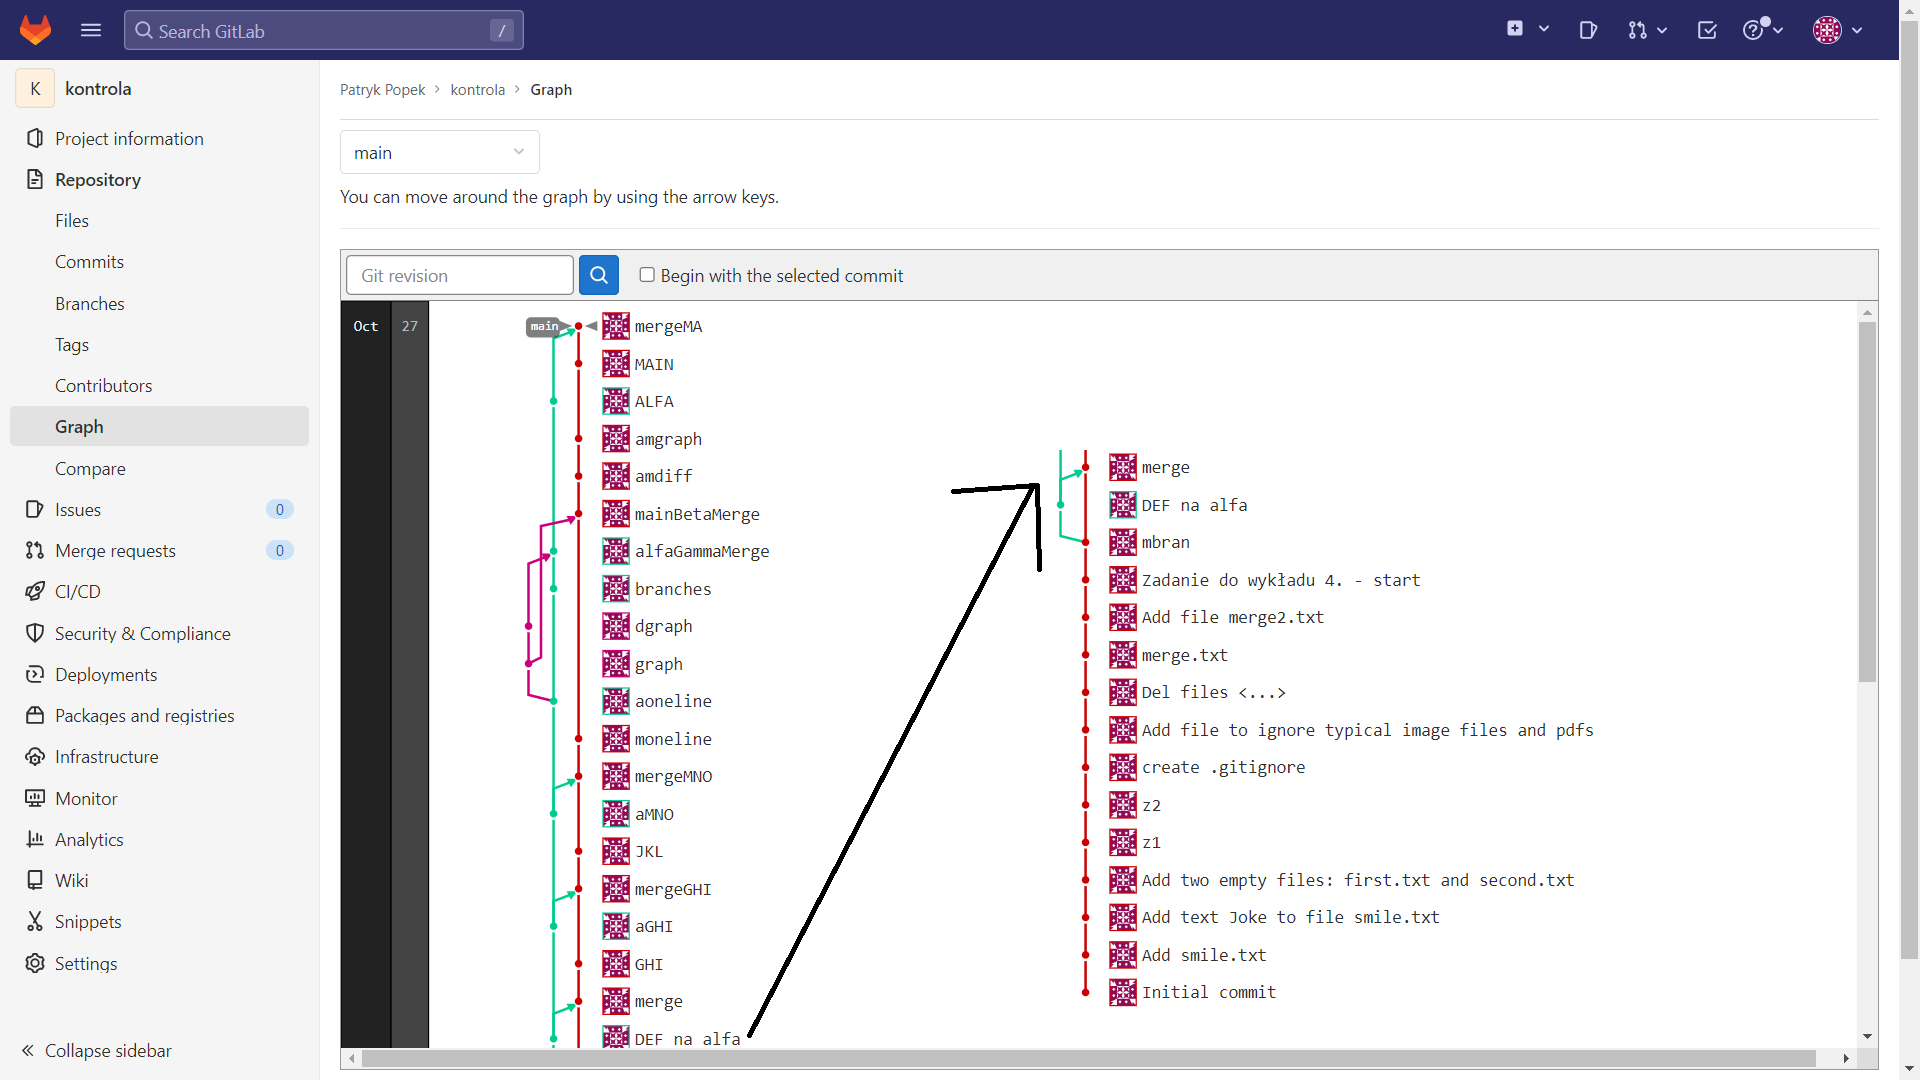 Search GitLab /
K kontrola
Project information
Repository
Files
Commits
Branches
Tags
Contributors
Graph
Compare
Issues 0
Merge requests 0
CI/CD
Security & Compliance
Deployments
Packages and registries
Infrastructure
Monitor
Analytics
Wiki
Snippets
Settings
Collapse sidebar
Patryk Popek > kontrola > Graph
main
You can move around the graph by using the arrow keys.
Git revision
Begin with the selected commit
Oct 27
main
mergeMA
MAIN
ALFA
amgraph
amdiff
mainBetaMerge
alfaGammaMerge
branches
dgraph
graph
aoneline
moneline
mergeMNO
aMNO
JKL
mergeGHI
aGHI
GHI
merge
DEF na alfa
merge
DEF na alfa
mbran
Zadanie do wykładu 4. - start
Add file merge2.txt
merge.txt
Del files <...>
Add file to ignore typical image files and pdfs
create .gitignore
z2
z1
Add two empty files: first.txt and second.txt
Add text Joke to file smile.txt
Add smile.txt
Initial commit